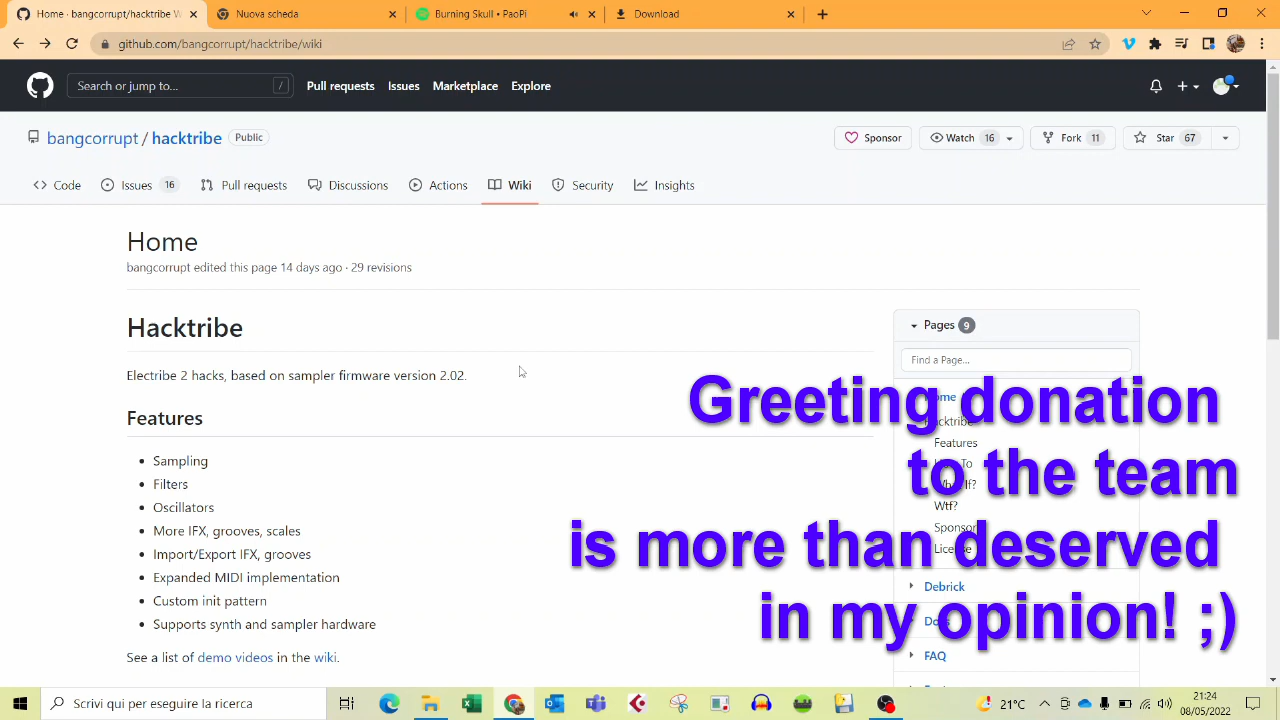 Home · bangcorrupt/hacktribe W
Nuova scheda
Burning Skull • PaoPi
Download
github.com/bangcorrupt/hacktribe/wiki
Search or jump to...
/
Pull requests
Issues
Marketplace
Explore
bangcorrupt / hacktribe
Public
Sponsor
Watch 16
Fork 11
Star 67
Code
Issues 16
Pull requests
Discussions
Actions
Wiki
Security
Insights
Home
bangcorrupt edited this page 14 days ago · 29 revisions
Hacktribe
Electribe 2 hacks, based on sampler firmware version 2.02.
Features
• Sampling
• Filters
• Oscillators
• More IFX, grooves, scales
• Import/Export IFX, grooves
• Expanded MIDI implementation
• Custom init pattern
• Supports synth and sampler hardware
See a list of demo videos in the wiki.
Pages 9
Find a Page...
Home
Hacktribe
Features
Wtf?
Sponsor
License
Debrick
FAQ
Greeting donation
to the team
is more than deserved
in my opinion! ;)
Scrivi qui per eseguire la ricerca
21°C
21:24
08/05/2022